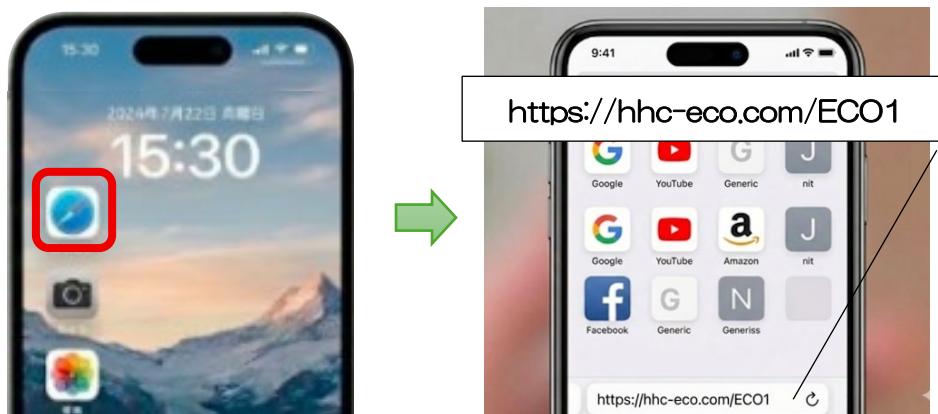 15:30
2024年7月22日 月曜日
15:30
9:41
https://hhc-eco.com/ECO1
G
J
Google
YouTube
Generic
nit
a
J
Google
YouTube
Amazon
nit
f
G
N
Facebook
Generic
Generiss
https://hhc-eco.com/ECO1